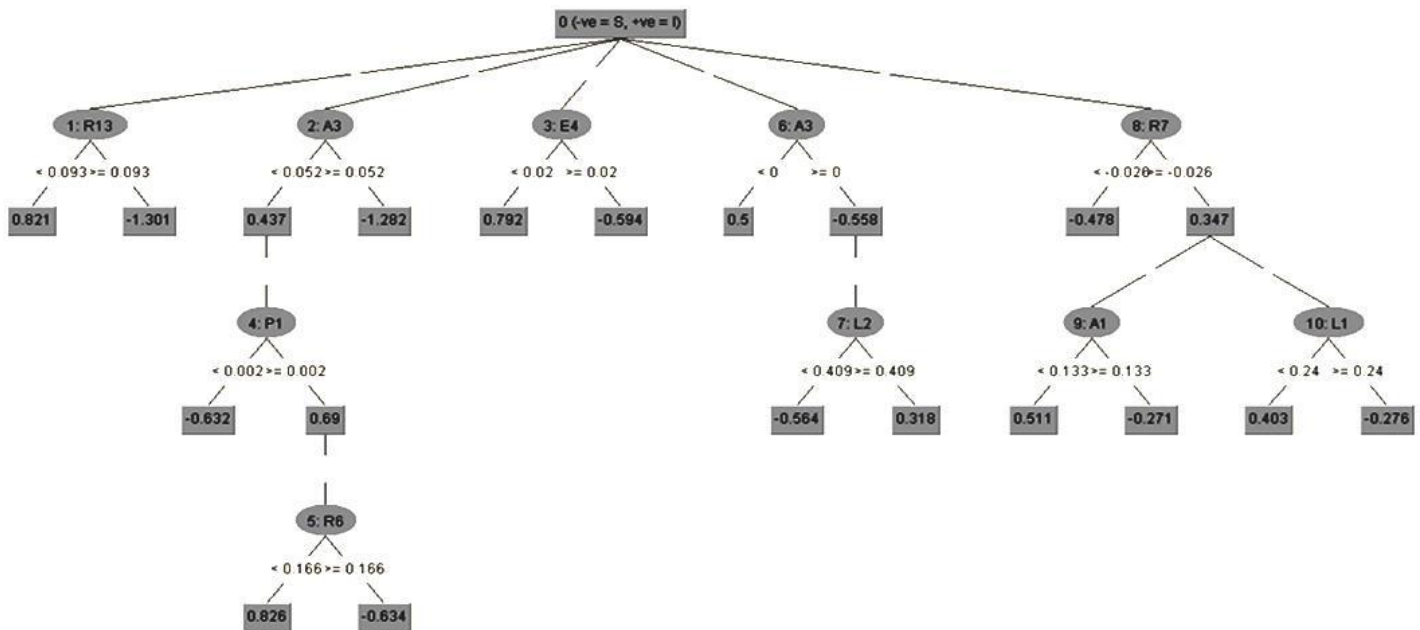 0 (-ve = S, +ve = I)
1: R13 2: A3 3: E4 6: A3 8: R7
< 0.093 >= 0.093 < 0.052 >= 0.052 < 0.02 >= 0.02 < 0 >= 0 < -0.026 >= -0.026
0.821 -1.301 0.437 -1.282 0.792 -0.594 0.5 -0.558 -0.478 0.347
4: P1 7: L2 9: A1 10: L1
< 0.002 >= 0.002 < 0.409 >= 0.409 < 0.133 >= 0.133 < 0.24 >= 0.24
-0.632 0.69 -0.564 0.318 0.511 -0.271 0.403 -0.276
5: R6
< 0.166 >= 0.166
0.826 -0.634